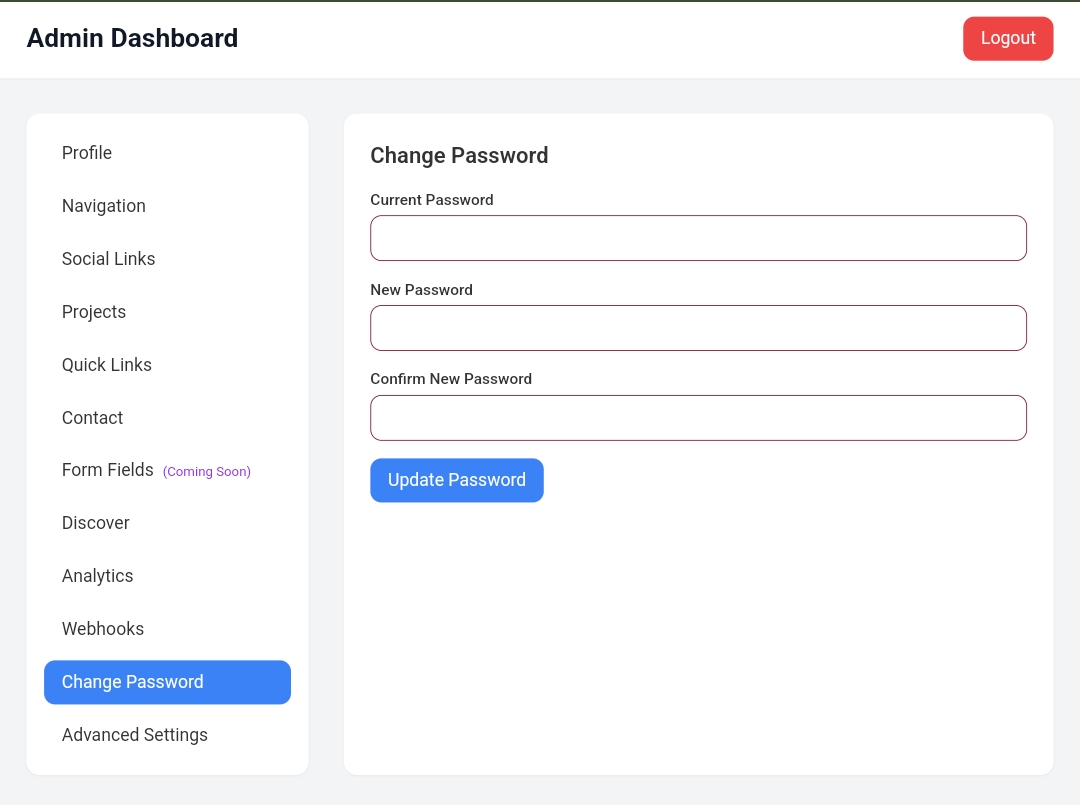 Admin Dashboard
Logout
Profile
Navigation
Social Links
Projects
Quick Links
Contact
Form Fields (Coming Soon)
Discover
Analytics
Webhooks
Change Password
Advanced Settings
Change Password
Current Password
New Password
Confirm New Password
Update Password